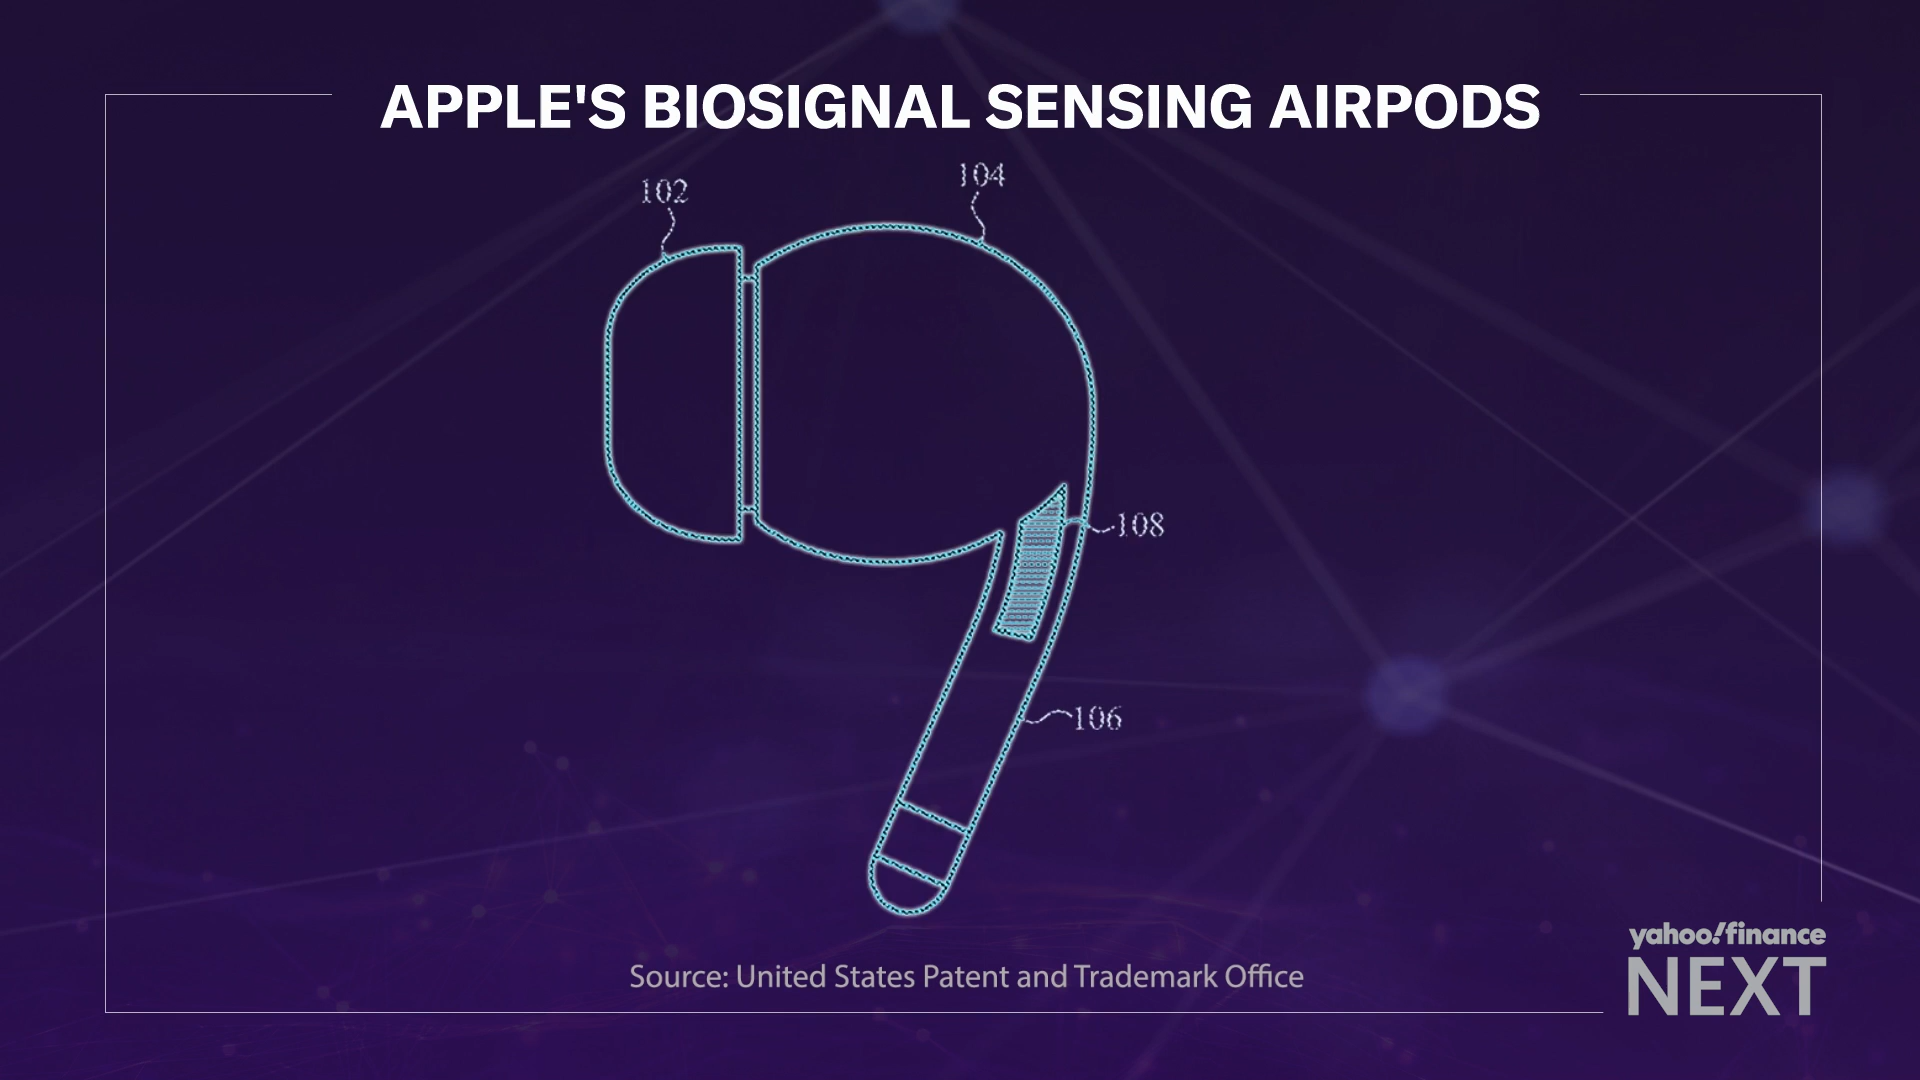 APPLE'S BIOSIGNAL SENSING AIRPODS
102
104
108
106
Source: United States Patent and Trademark Office
yahoo!finance
NEXT